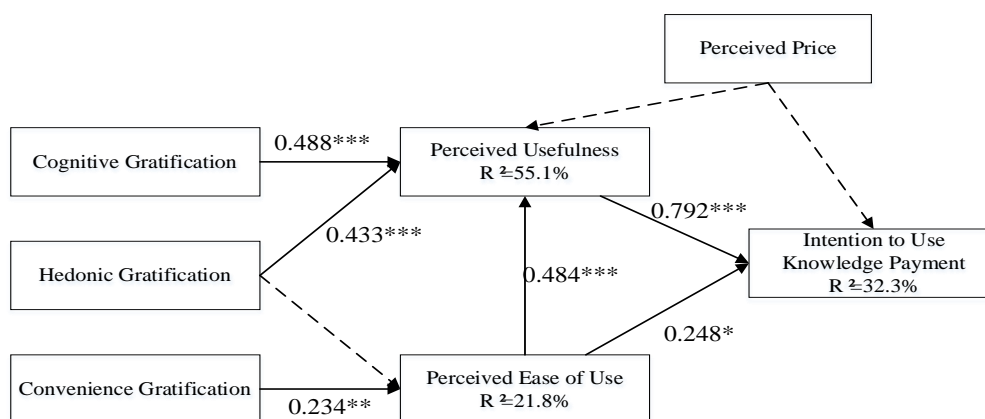 Perceived Price
0.488***
Cognitive Gratification
Perceived Usefulness
R ²=55.1%
0.792***
0.433***
Hedonic Gratification
0.484***
Intention to Use
Knowledge Payment
R ²=32.3%
0.248*
Convenience Gratification
0.234**
Perceived Ease of Use
R ²=21.8%